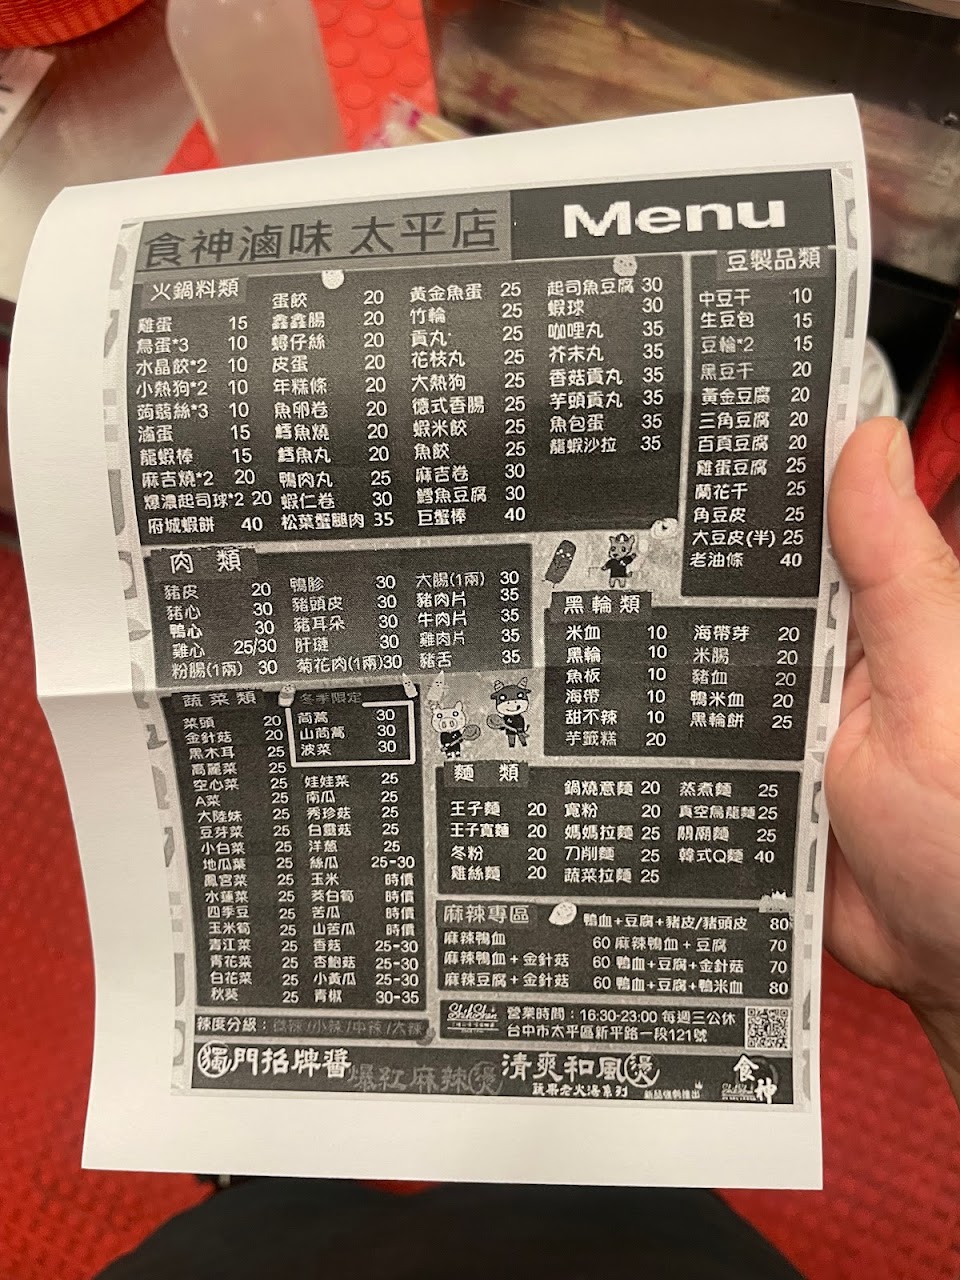 食神滷味 太平店
Menu
火鍋料類
雞蛋 15
鳥蛋*3 10
水晶餃*2 10
小熱狗*2 10
蒟蒻絲*3 10
滷蛋 15
龍蝦棒 15
麻吉燒*2 20
爆濃起司球*2 20
府城蝦餅 40
蛋餃 20
鑫鑫腸 20
蟳仔絲 20
皮蛋 20
年糕條 20
魚卵卷 20
鱈魚燒 20
鱈魚丸 20
鴨肉丸 25
蝦仁卷 30
松葉蟹腿肉 35
黃金魚蛋 25
竹輪 25
貢丸 25
花枝丸 25
大熱狗 25
德式香腸 25
蝦米餃 25
魚餃 25
麻吉卷 30
鱈魚豆腐 30
巨蟹棒 40
起司魚豆腐 30
蝦球 30
咖哩丸 35
芥末丸 35
香菇貢丸 35
芋頭貢丸 35
魚包蛋 35
龍蝦沙拉 35
豆製品類
中豆干 10
生豆包 15
豆輪*2 15
黑豆干 20
黃金豆腐 20
三角豆腐 20
百頁豆腐 20
雞蛋豆腐 25
蘭花干 25
角豆皮 25
大豆皮(半) 25
老油條 40
肉 類
豬皮 20
豬心 30
鴨心 30
雞心 25/30
粉腸(1兩) 30
鴨胗 30
豬頭皮 30
豬耳朵 30
肝璉 30
菊花肉(1兩)30
大腸(1兩) 30
豬肉片 35
牛肉片 35
雞肉片 35
豬舌 35
黑輪類
米血 10
黑輪 10
魚板 10
海帶 10
甜不辣 10
芋籤糕 20
海帶芽 20
米腸 20
豬血 20
鴨米血 20
黑輪餅 25
蔬菜類
菜頭 20
金針菇 20
黑木耳 25
高麗菜 25
空心菜 25
A菜 25
大陸妹 25
豆芽菜 25
小白菜 25
地瓜葉 25
鳳宮菜 25
水蓮菜 25
四季豆 25
玉米筍 25
青江菜 25
青花菜 25
白花菜 25
秋葵 25
冬季限定
茼蒿 30
山茼蒿 30
波菜 30
娃娃菜 25
南瓜 25
秀珍菇 25
白靈菇 25
洋蔥 25
絲瓜 25-30
玉米 時價
茭白筍 時價
苦瓜 時價
山苦瓜 時價
香菇 25-30
杏鮑菇 25-30
小黃瓜 25-30
青椒 30-35
麵 類
王子麵 20
王子寬麵 20
冬粉 20
雞絲麵 20
鍋燒意麵 20
寬粉 20
媽媽拉麵 25
刀削麵 25
蔬菜拉麵 25
蒸煮麵 25
真空烏龍麵 25
關廟麵 25
韓式Q麵 40
麻辣專區
麻辣鴨血 60
麻辣鴨血+金針菇 60
麻辣豆腐+金針菇 60
鴨血+豆腐+豬皮/豬頭皮 80
麻辣鴨血+豆腐 70
鴨血+豆腐+金針菇 70
鴨血+豆腐+鴨米血 80
辣度分級：微辣/小辣/中辣/大辣
ShihShen
營業時間：16:30-23:00 每週三公休
台中市太平區新平路一段121號
獨門招牌醬
爆紅麻辣燙
清爽和風燙
蔬果老火湯系列
新品強勢推出
食神
ShihShen